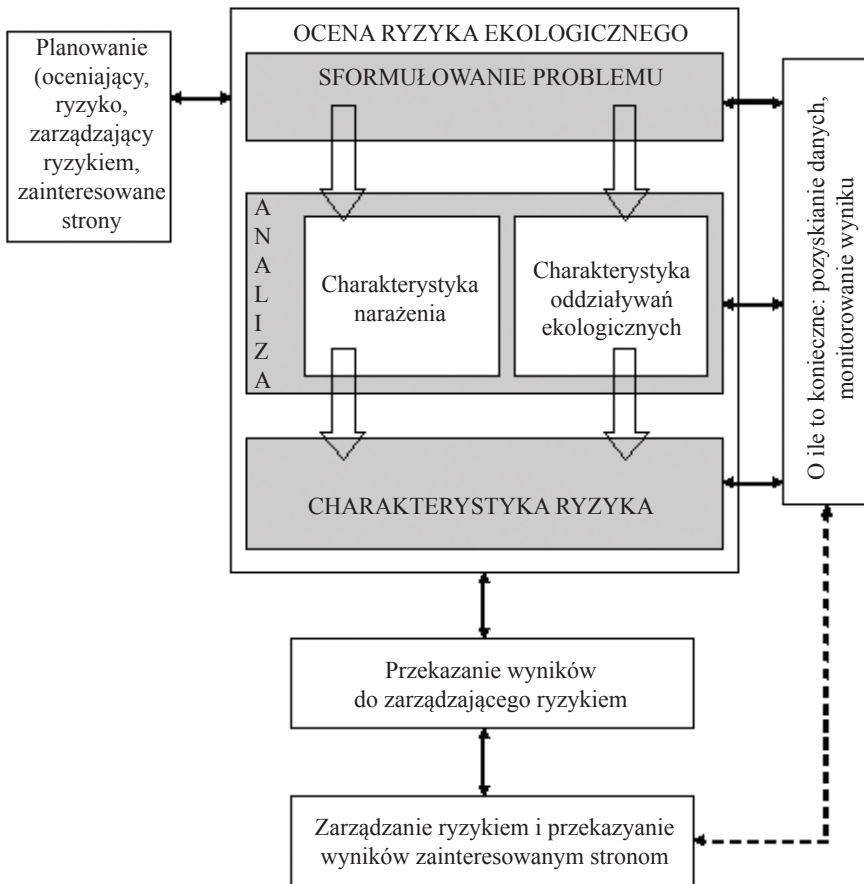 Planowanie
(oceniający,
ryzyko,
zarządzający
ryzykiem,
zainteresowane
strony
OCENA RYZYKA EKOLOGICZNEGO
SFORMUŁOWANIE PROBLEMU
ANALIZA
Charakterystyka
narażenia
Charakterystyka
oddziaływań
ekologicznych
CHARAKTERYSTYKA RYZYKA
O ile to konieczne: pozyskianie danych,
monitorowanie wyniku
Przekazanie wyników
do zarządzającego ryzykiem
Zarządzanie ryzykiem i przekazyanie
wyników zainteresowanym stronom